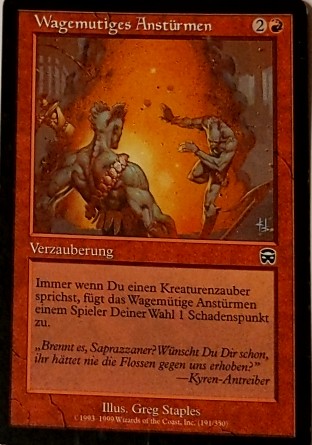 Wagemutiges Anstürmen 2
Verzauberung
Immer wenn Du einen Kreaturenzauber
sprichst, fügt das Wagemütige Anstürmen
einem Spieler Deiner Wahl 1 Schadenspunkt
zu.
„Brennt es, Saprazzaner? Wünscht Du Dir schon,
ihr hättet nie die Flossen gegen uns erhoben?"
—Kyren-Antreiber
Illus. Greg Staples
©1993-1999 Wizards of the Coast, Inc. (191/350)